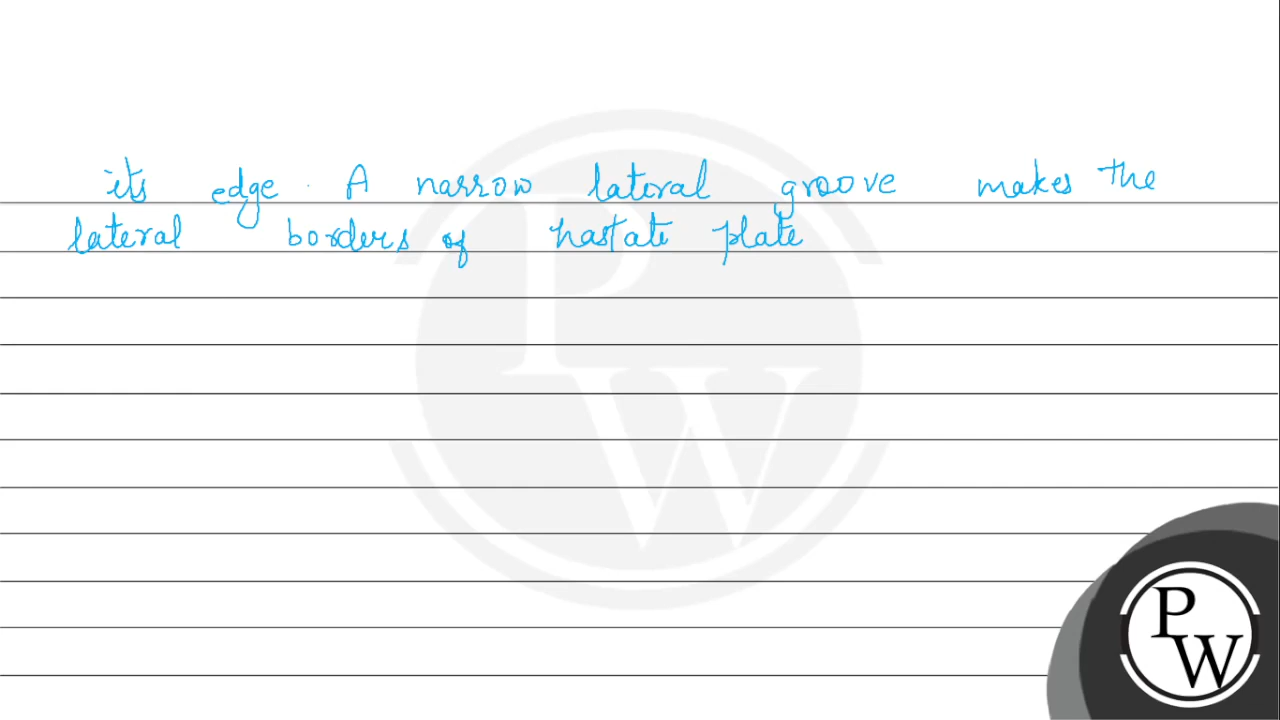 its edge. A narrow lateral groove makes the
lateral borders of hastate plate
P
W
P
W